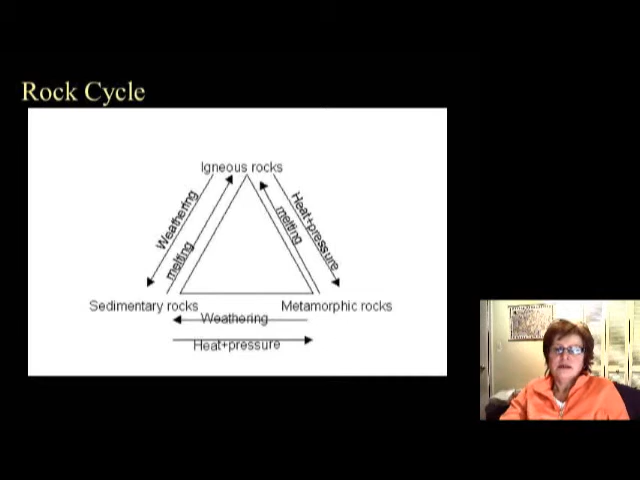 Rock Cycle
Igneous rocks
Weathering
melting
melting
Heat+pressure
Sedimentary rocks
Metamorphic rocks
Weathering
Heat+pressure